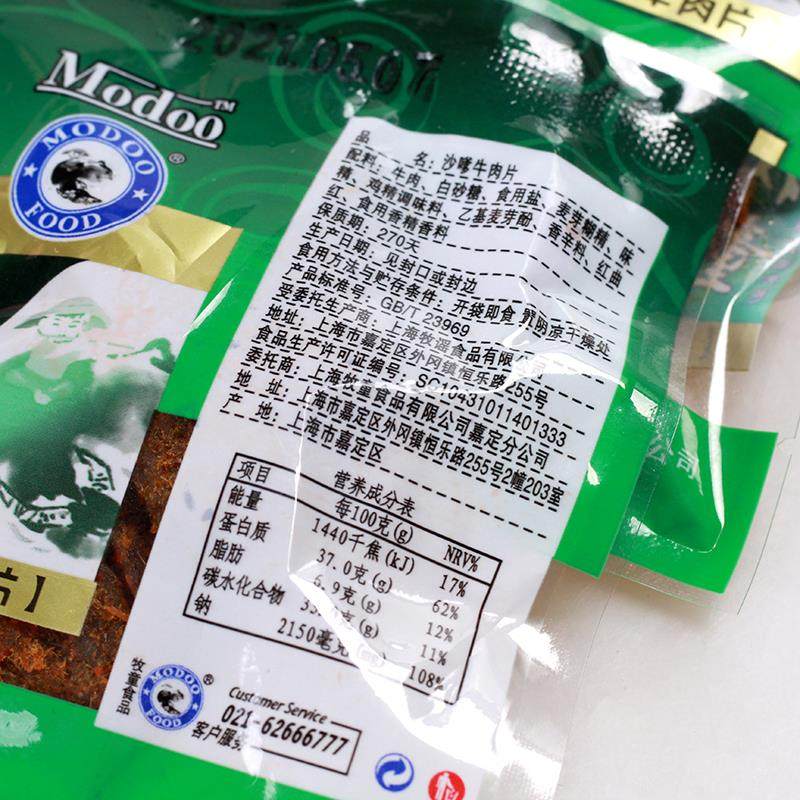 牛肉片
2021.05.07
Modoo™
MODOO FOOD ®
品 名：沙嗲牛肉片
配料：牛肉、白砂糖、食用盐、麦芽糊精、味
精、鸡精调味料、乙基麦芽酚、香辛料、红曲
红、食用香精香料
保质期：270天
生产日期：见封口或封边
食用方法与贮存条件：开袋即食 阴凉干燥处
产品标准号：GB/T 23969
受委托生产商：上海牧谣食品有限公司
地址：上海市嘉定区外冈镇恒乐路255号
食品生产许可证编号：SC10431011401333
委托商：上海牧童食品有限公司嘉定分公司
地 址：上海市嘉定区外冈镇恒乐路255号2幢203室
产 地：上海市嘉定区
营养成分表
项目 每100克(g) NRV%
能量 1440千焦(kJ) 17%
蛋白质 37.0克(g) 62%
脂肪 6.9克(g) 12%
碳水化合物 克(g) 11%
钠 2150毫克 108%
片】
公司
牧童食品
MODOO FOOD ®
Customer Service
021-62666777
客户服务